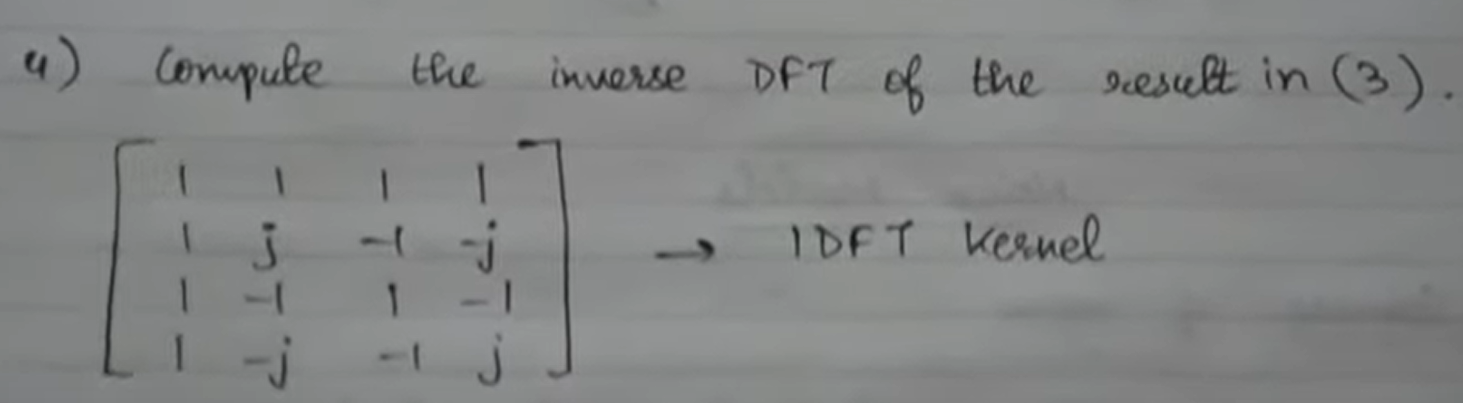 4) Compute the inverse DFT of the result in (3).
1 1 1 1
1 j -1 -j → IDFT Kernel
1 -1 1 -1
1 -j -1 j